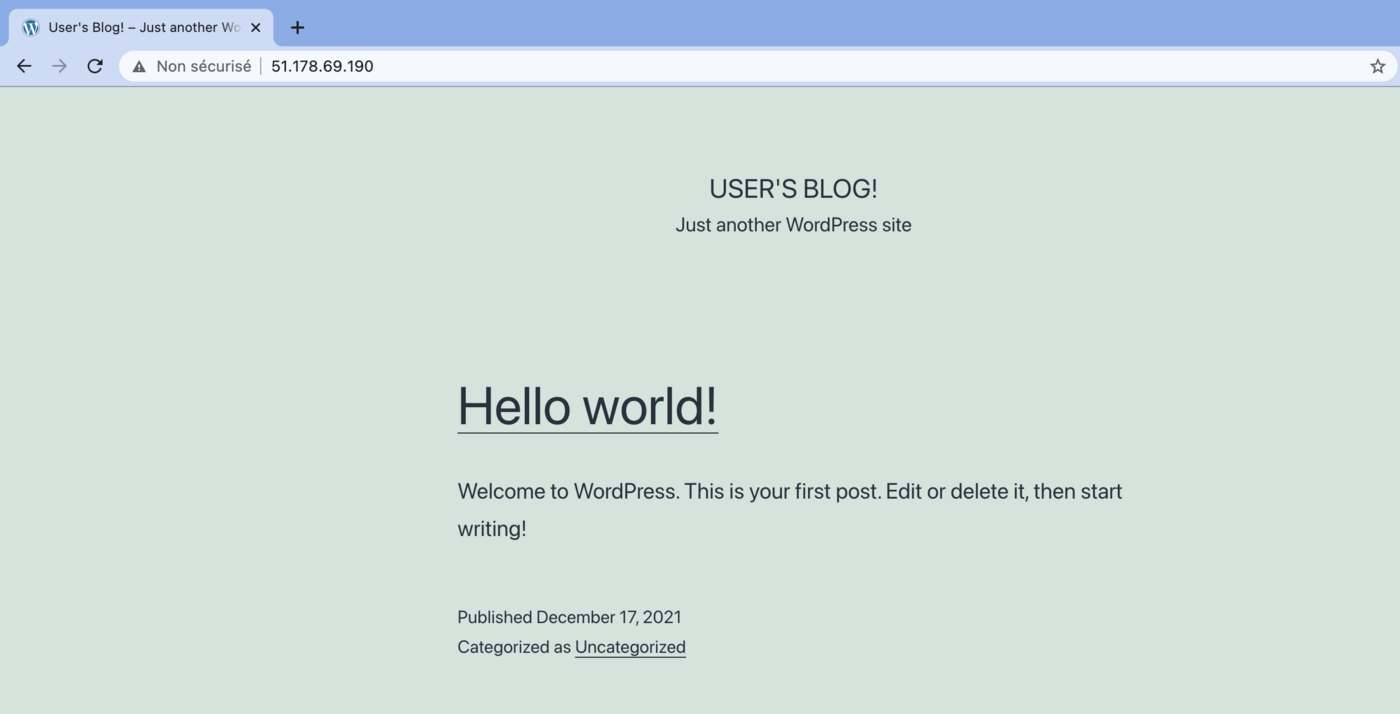 User's Blog! – Just another Wo
Non sécurisé 51.178.69.190
USER'S BLOG!
Just another WordPress site
Hello world!
Welcome to WordPress. This is your first post. Edit or delete it, then start
writing!
Published December 17, 2021
Categorized as Uncategorized